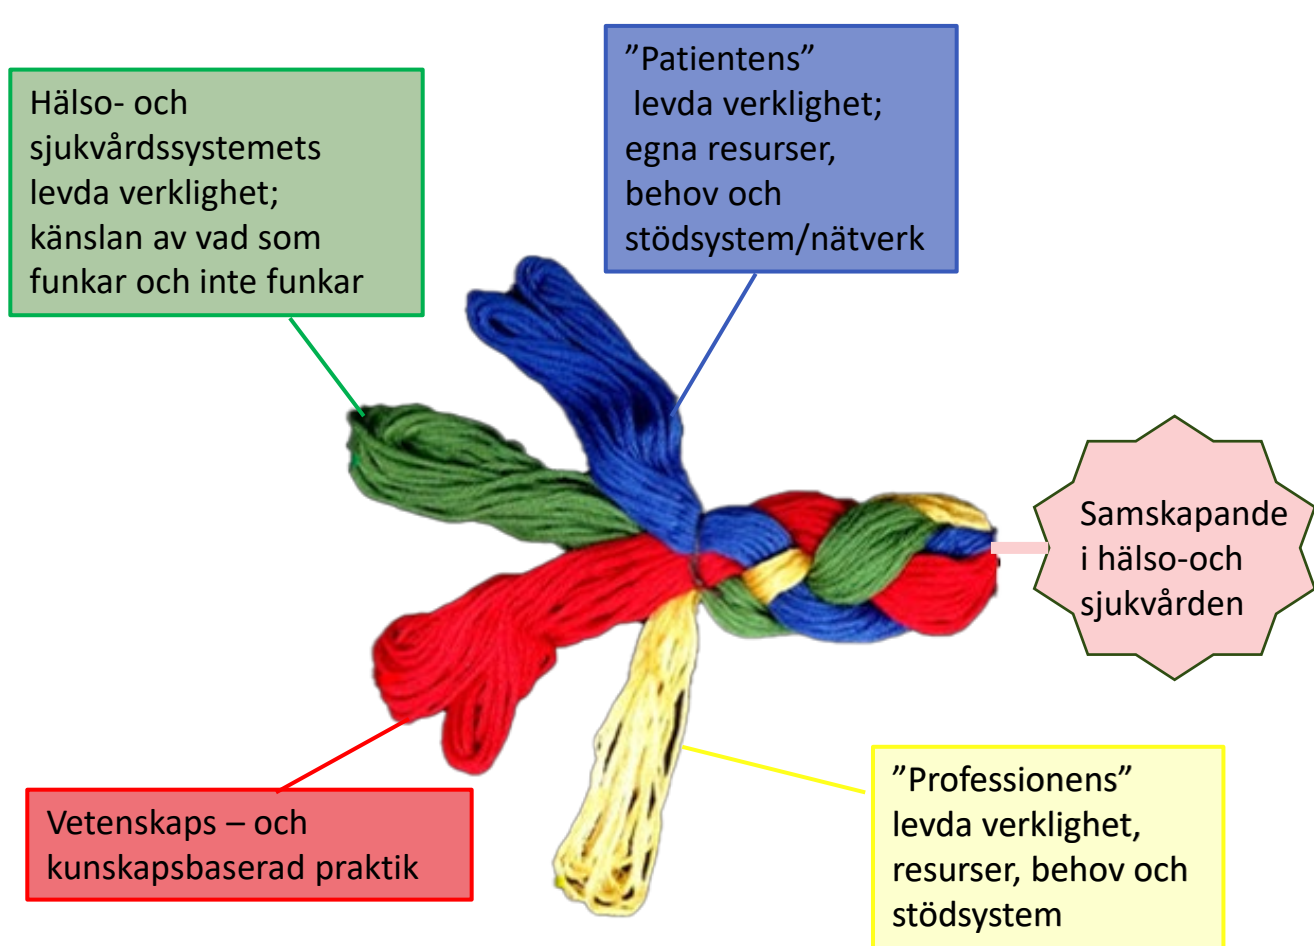 Hälso- och
sjukvårdssystemets
levda verklighet;
känslan av vad som
funkar och inte funkar
”Patientens”
levda verklighet;
egna resurser,
behov och
stödsystem/nätverk
Samskapande
i hälso-och
sjukvården
Vetenskaps – och
kunskapsbaserad praktik
”Professionens”
levda verklighet,
resurser, behov och
stödsystem